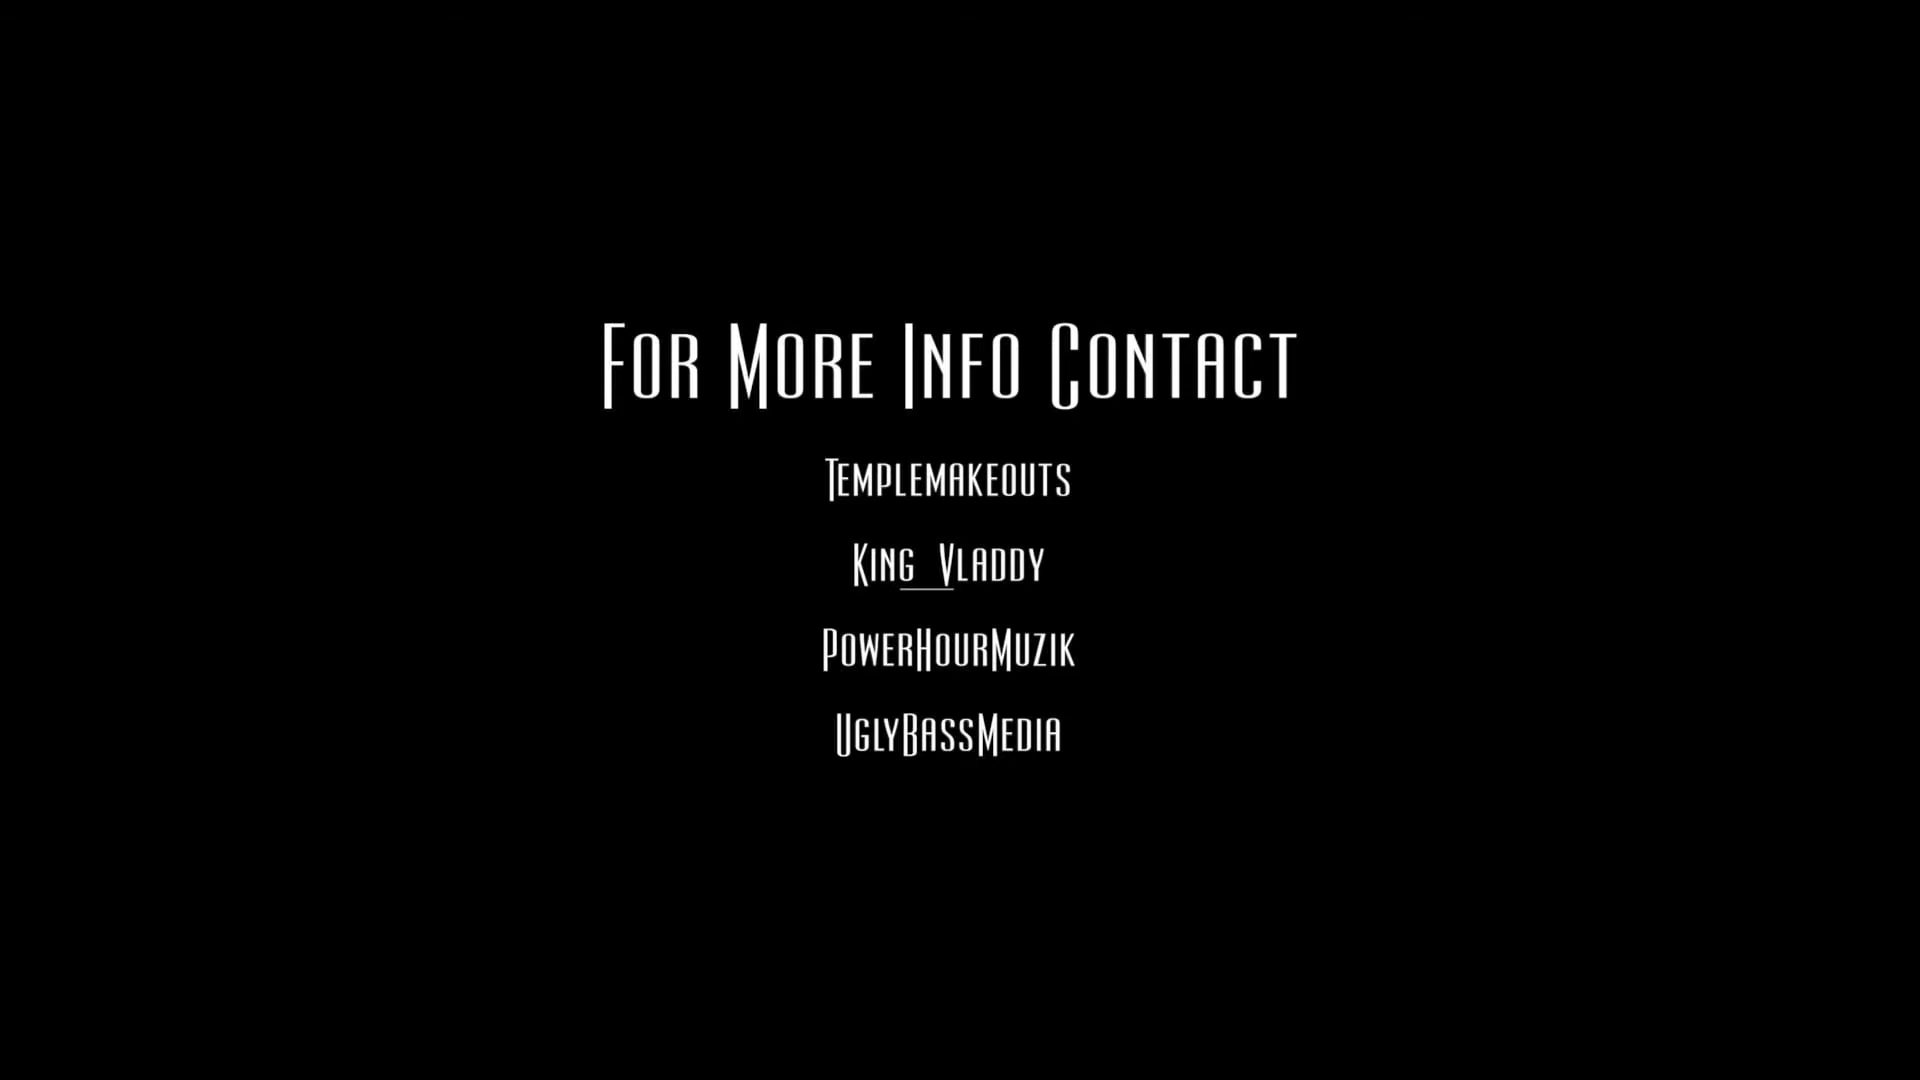 For More Info Contact
Templemakeouts
King_Vladdy
PowerHourMuzik
UglyBassMedia